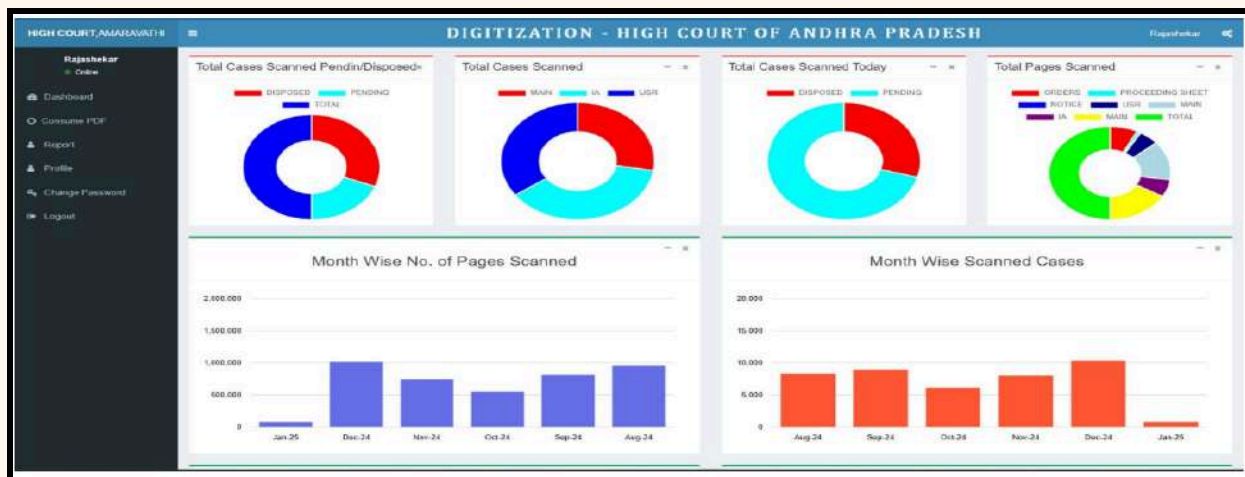 HIGH COURT,AMARAVATHI
DIGITIZATION - HIGH COURT OF ANDHRA PRADESH
Rajashekar
Rajashekar
Online
Dashboard
Consume PDF
Report
Profile
Change Password
Logout
Total Cases Scanned Pendin/Disposed
DISPOSED PENDING
TOTAL
Total Cases Scanned
MAIN IA USR
Total Cases Scanned Today
DISPOSED PENDING
Total Pages Scanned
ORDERS PROCEEDING SHEET
NOTICE USR MAIN
IA MAIN TOTAL
Month Wise No. of Pages Scanned
2,000,000
1,500,000
1,000,000
500,000
0
Jan-25 Dec-24 Nov-24 Oct-24 Sep-24 Aug-24
Month Wise Scanned Cases
20,000
15,000
10,000
5,000
0
Aug-24 Sep-24 Oct-24 Nov-24 Dec-24 Jan-25